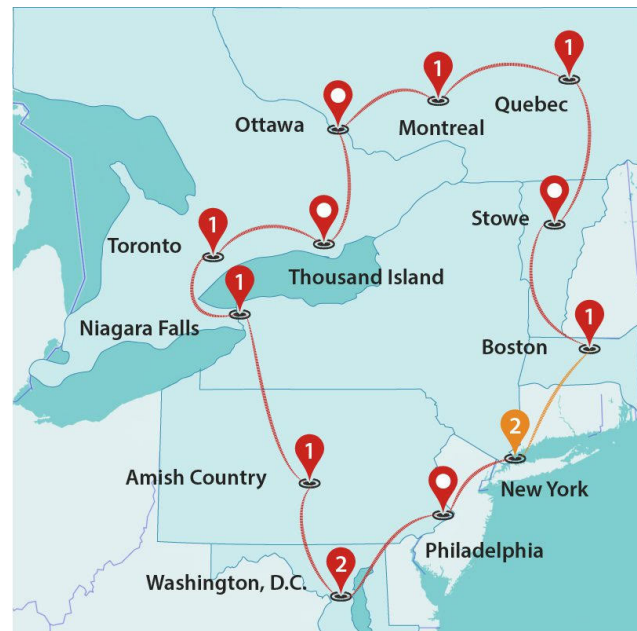 1
1
Quebec
Ottawa
Montreal
1
Stowe
Toronto
Thousand Island
1
Niagara Falls
1
Boston
2
1
Amish Country
New York
Philadelphia
2
Washington, D.C.